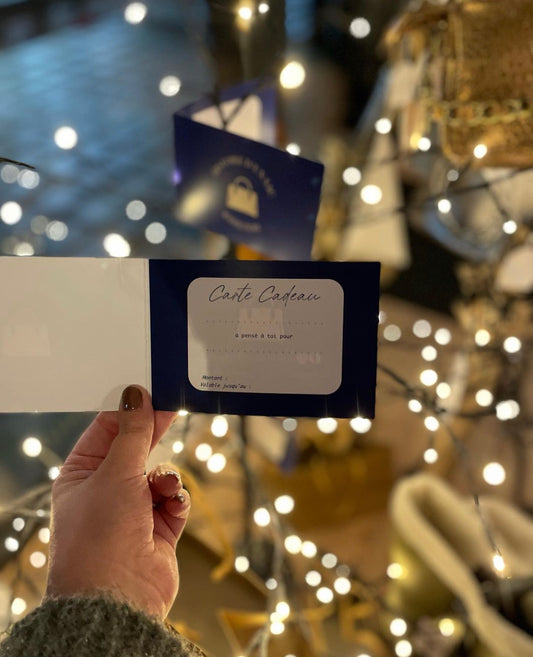 Carte Cadeau
a pensé à toi pour
Montant :
Valable jusqu'au :